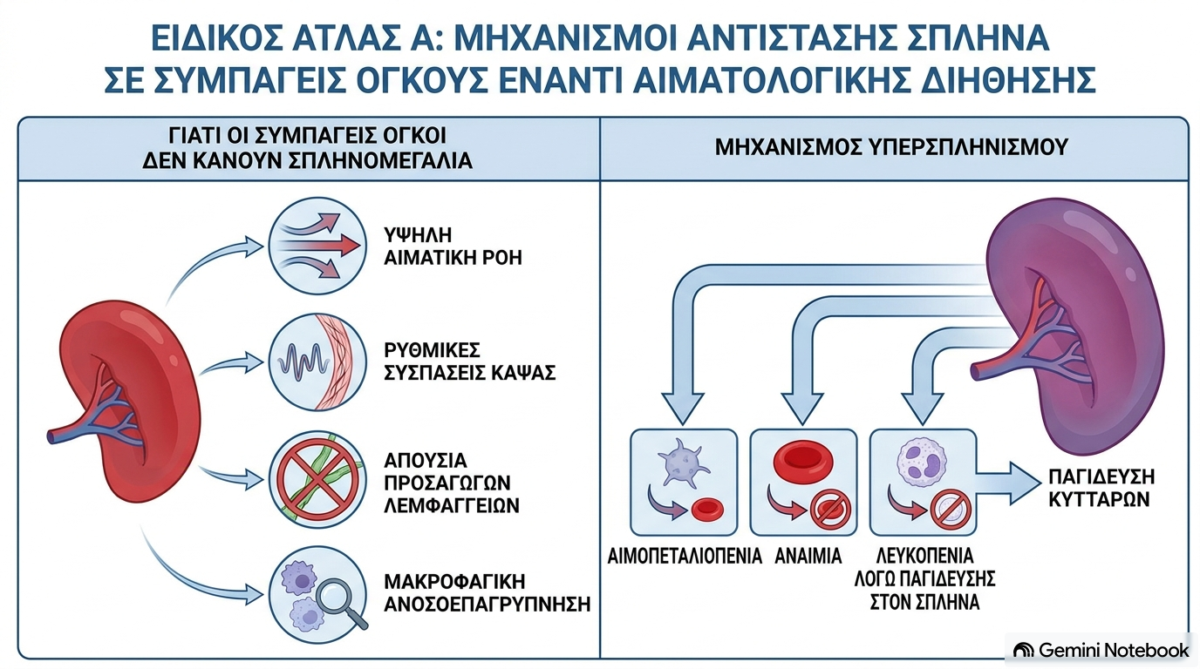 ΕΙΔΙΚΟΣ ΑΤΛΑΣ Α: ΜΗΧΑΝΙΣΜΟΙ ΑΝΤΙΣΤΑΣΗΣ ΣΠΛΗΝΑ
ΣΕ ΣΥΜΠΑΓΕΙΣ ΟΓΚΟΥΣ ΕΝΑΝΤΙ ΑΙΜΑΤΟΛΟΓΙΚΗΣ ΔΙΗΘΗΣΗΣ
ΓΙΑΤΙ ΟΙ ΣΥΜΠΑΓΕΙΣ ΟΓΚΟΙ
ΔΕΝ ΚΑΝΟΥΝ ΣΠΛΗΝΟΜΕΓΑΛΙΑ
ΥΨΗΛΗ
ΑΙΜΑΤΙΚΗ ΡΟΗ
ΡΥΘΜΙΚΕΣ
ΣΥΣΠΑΣΕΙΣ ΚΑΨΑΣ
ΑΠΟΥΣΙΑ
ΠΡΟΣΑΓΩΓΩΝ
ΛΕΜΦΑΓΓΕΙΩΝ
ΜΑΚΡΟΦΑΓΙΚΗ
ΑΝΟΣΟΕΠΑΓΡΥΠΝΗΣΗ
ΜΗΧΑΝΙΣΜΟΣ ΥΠΕΡΣΠΛΗΝΙΣΜΟΥ
ΠΑΓΙΔΕΥΣΗ
ΚΥΤΤΑΡΩΝ
ΑΙΜΟΠΕΤΑΛΙΟΠΕΝΙΑ
ΑΝΑΙΜΙΑ
ΛΕΥΚΟΠΕΝΙΑ
ΛΟΓΩ ΠΑΓΙΔΕΥΣΗΣ
ΣΤΟΝ ΣΠΛΗΝΑ
Gemini Notebook